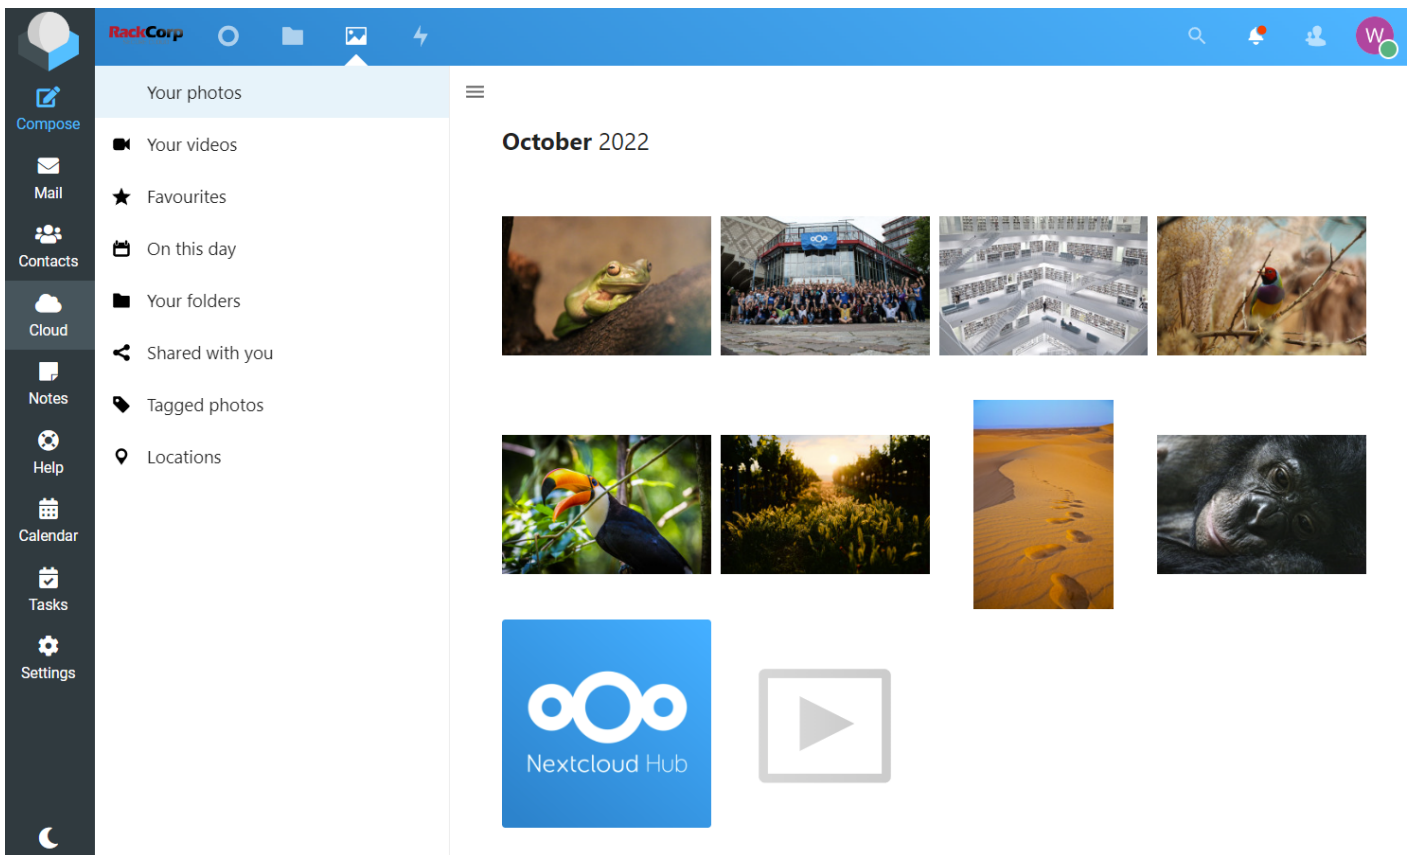 RackCorp
W
Compose
Mail
Contacts
Cloud
Notes
Help
Calendar
Tasks
Settings
Your photos
Your videos
Favourites
On this day
Your folders
Shared with you
Tagged photos
Locations
October 2022
Nextcloud Hub